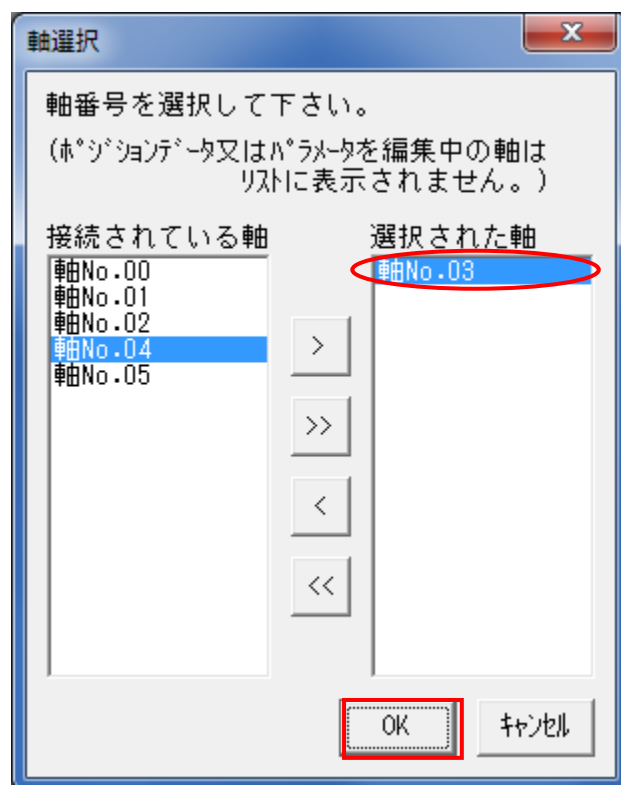 軸選択
軸番号を選択して下さい。
(ﾎﾟｼﾞｼｮﾝﾃﾞｰﾀ又はﾊﾟﾗﾒｰﾀを編集中の軸は
ﾘｽﾄに表示されません。)
接続されている軸
選択された軸
軸No.00
軸No.01
軸No.02
軸No.04
軸No.05
軸No.03
>
>>
<
<<
OK
ｷｬﾝｾﾙ